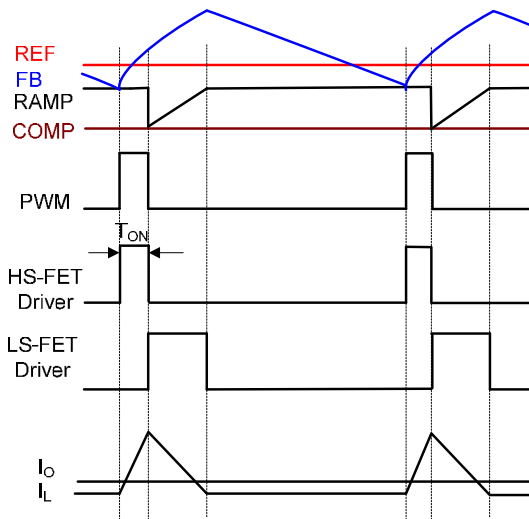 REF
FB
RAMP
COMP
PWM
TON
HS-FET
Driver
LS-FET
Driver
IO
IL